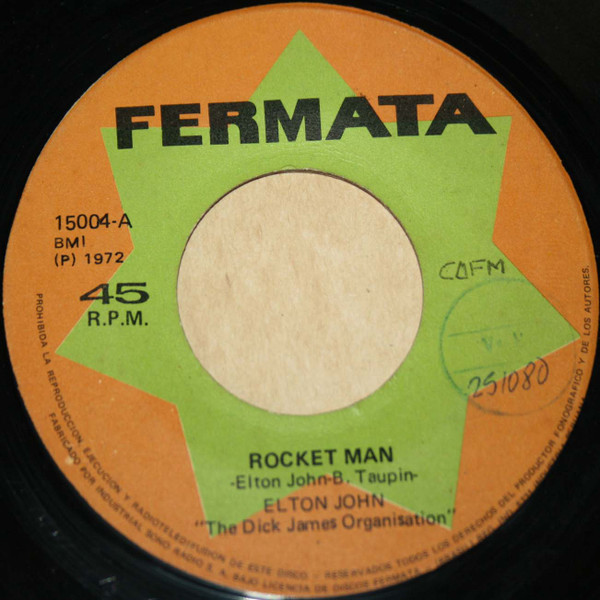 FERMATA
15004-A
BMI
(P) 1972
45
R.P.M.
COFM
251080
ROCKET MAN
-Elton John-B. Taupin-
ELTON JOHN
"The Dick James Organisation"
PROHIBIDA LA REPRODUCCION, EJECUCION Y RADIOTELEDIFUSION DE ESTE DISCO / RESERVADOS TODOS LOS DERECHOS DEL PRODUCTOR FONOGRAFICO Y DE LOS AUTORES.
FABRICADO POR INDUSTRIAL SONO RADIO S.A. BAJO LICENCIA DE DISCOS FERMATA